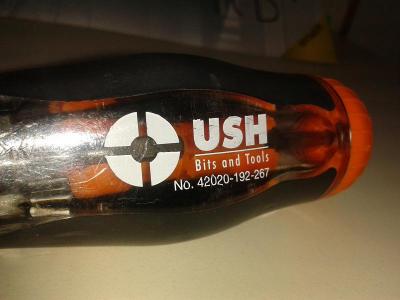 USH
Bits and Tools
No. 42020-192-267